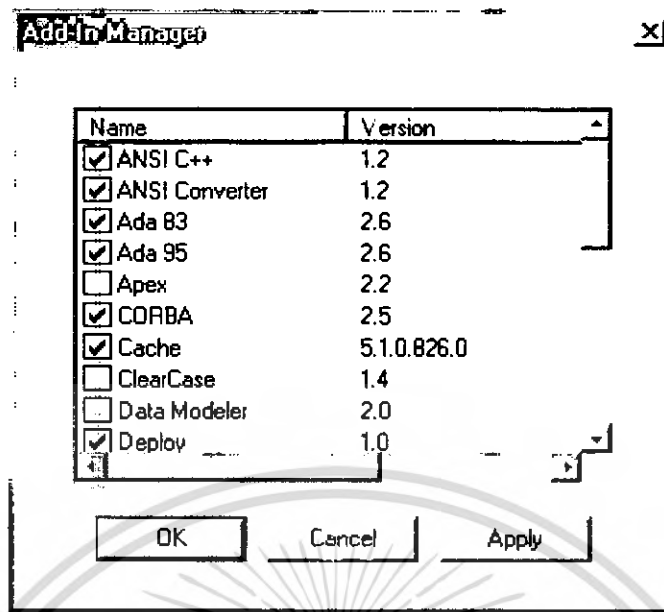 Add-In Manager
Name Version
ANSI C++ 1.2
ANSI Converter 1.2
Ada 83 2.6
Ada 95 2.6
Apex 2.2
CORBA 2.5
Cache 5.1.0.826.0
ClearCase 1.4
Data Modeler 2.0
Deploy 1.0
OK Cancel Apply